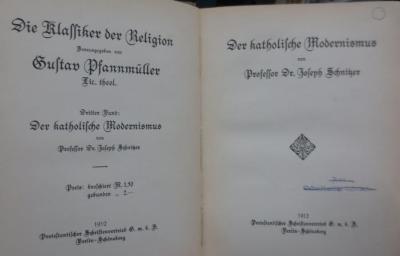 Die Klassiker der Religion
Herausgegeben von
Gustav Pfannmüller
Lic. theol.
Dritter Band:
Der katholische Modernismus
von
Professor Dr. Joseph Schnitzer
Preis: broschiert M. 1.50
gebunden „ 2.—
1912
Protestantischer Schriftenvertrieb G. m. b. H.
Berlin-Schöneberg
Der katholische Modernismus
von
Professor Dr. Joseph Schnitzer
1912
Protestantischer Schriftenvertrieb G. m. b. H.
Berlin-Schöneberg